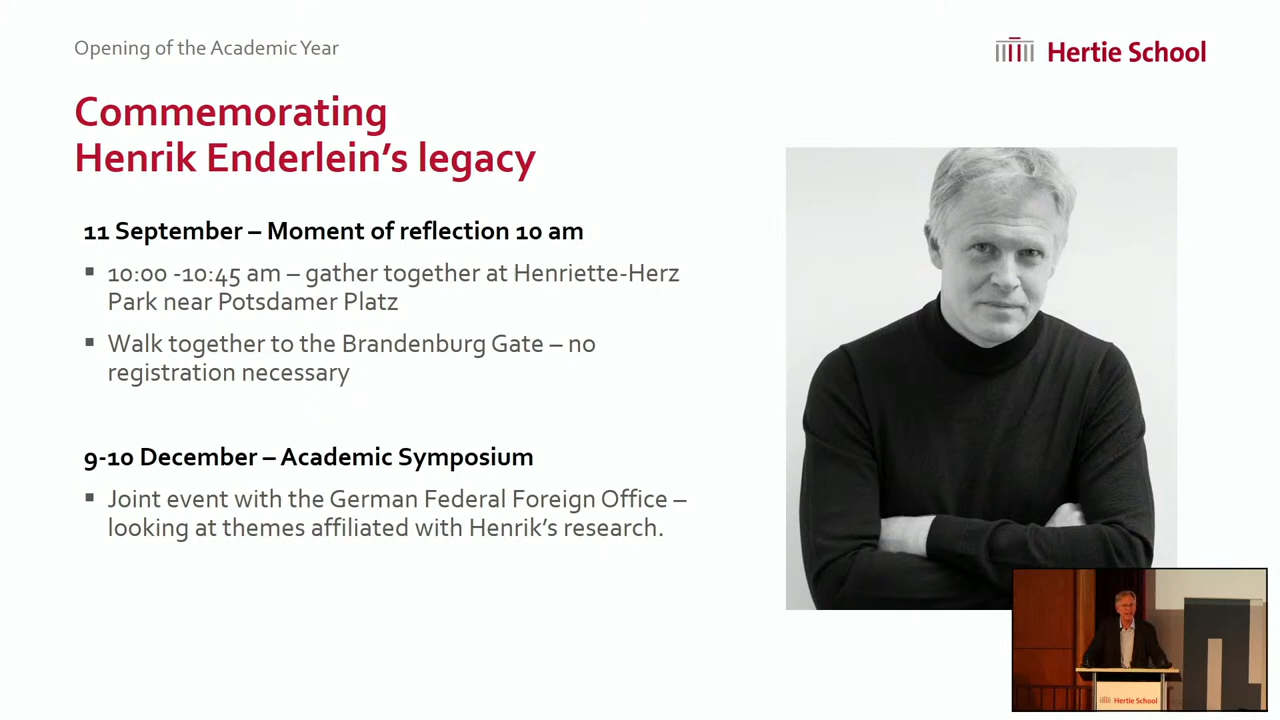 Opening of the Academic Year
Hertie School
Commemorating
Henrik Enderlein’s legacy
11 September – Moment of reflection 10 am
▪ 10:00 -10:45 am – gather together at Henriette-Herz
Park near Potsdamer Platz
▪ Walk together to the Brandenburg Gate – no
registration necessary
9-10 December – Academic Symposium
▪ Joint event with the German Federal Foreign Office –
looking at themes affiliated with Henrik’s research.
Hertie School